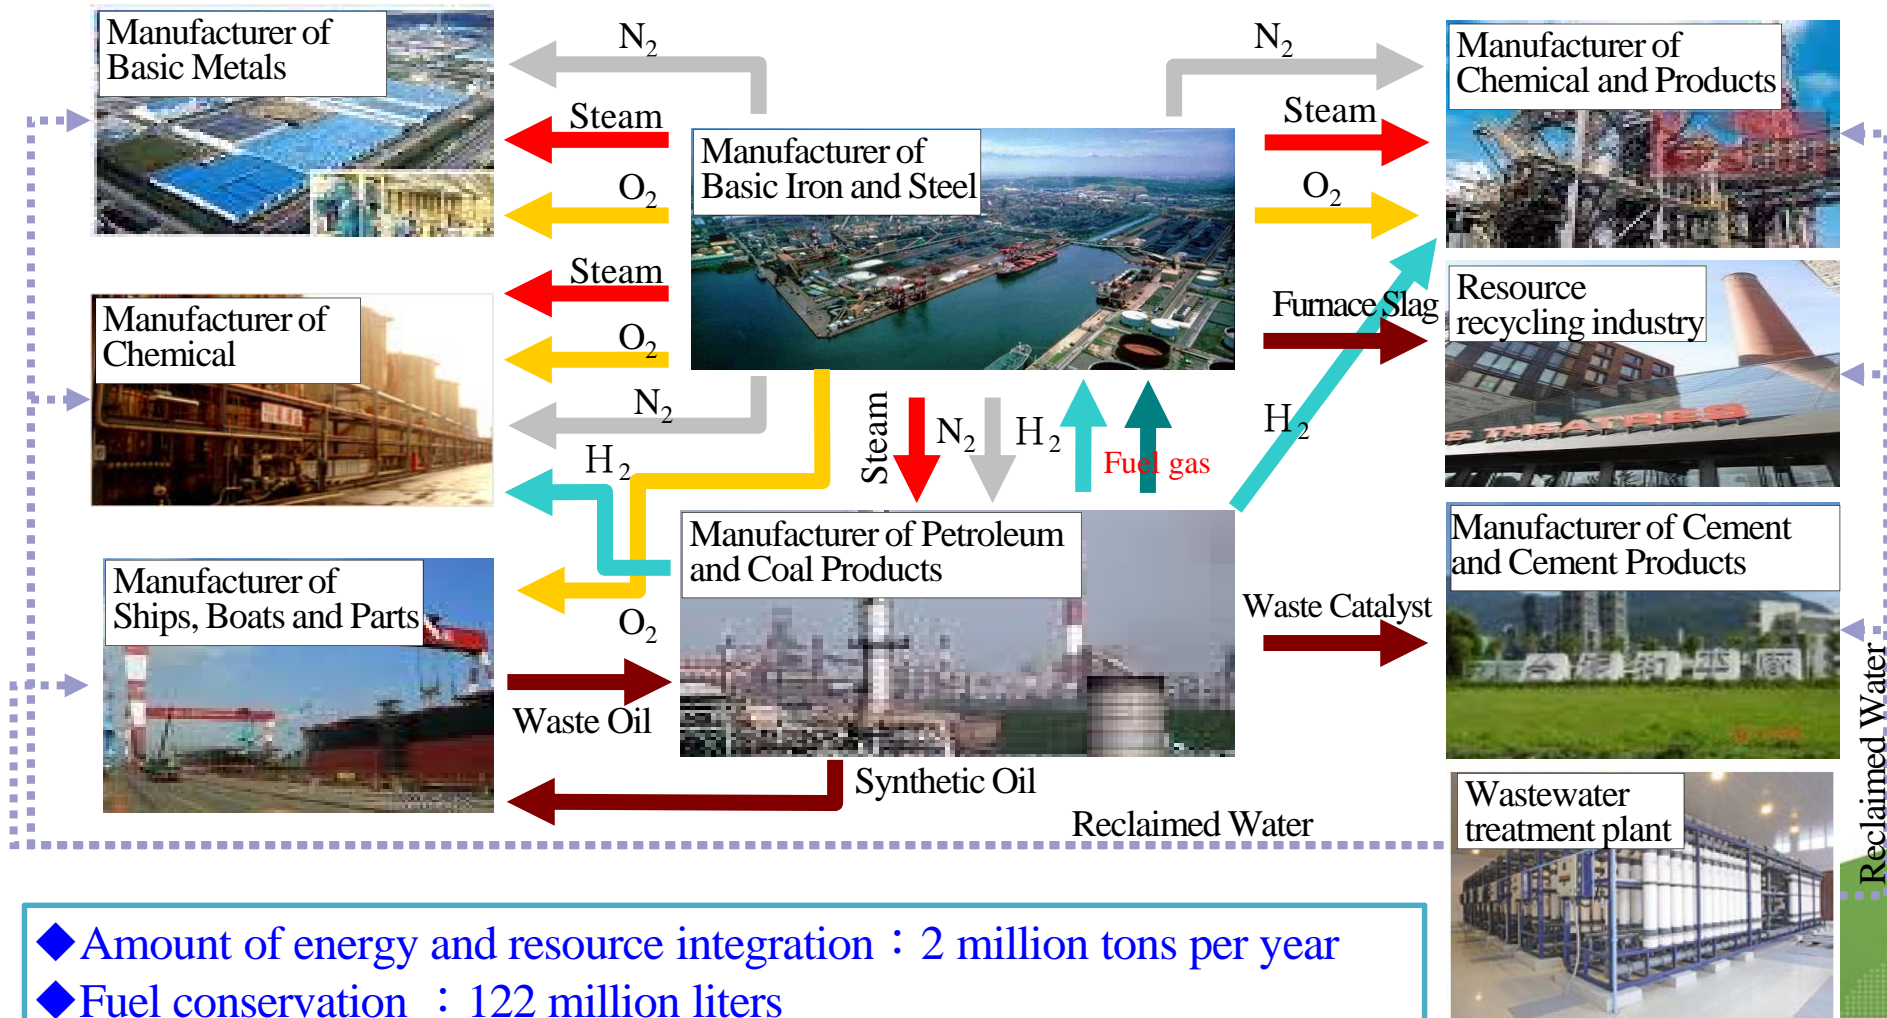 Manufacturer of
Basic Metals
N2
Steam
O2
Manufacturer of
Basic Iron and Steel
N2
Steam
O2
Manufacturer of
Chemical and Products
Steam
O2
N2
H2
Manufacturer of
Chemical
Furnace Slag
Resource
recycling industry
THEATRES
Steam
N2
H2
Fuel gas
H2
Manufacturer of
Ships, Boats and Parts
O2
Manufacturer of Petroleum
and Coal Products
Waste Catalyst
Manufacturer of Cement
and Cement Products
Waste Oil
Synthetic Oil
Reclaimed Water
Reclaimed Water
Wastewater
treatment plant
◆Amount of energy and resource integration：2 million tons per year
◆Fuel conservation ：122 million liters